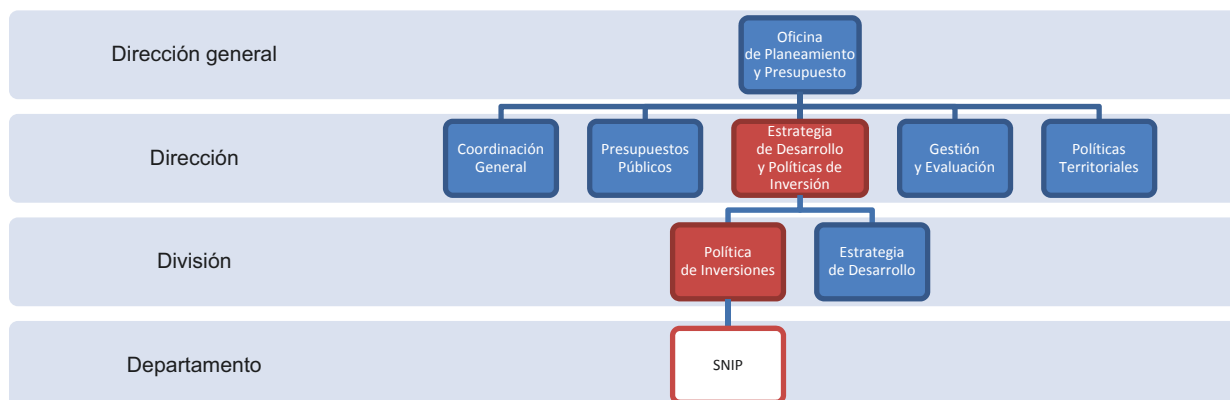 Dirección general
Oficina
de Planeamiento
y Presupuesto
Dirección
Coordinación
General
Presupuestos
Públicos
Estrategia
de Desarrollo
y Políticas de
Inversión
Gestión
y Evaluación
Políticas
Territoriales
División
Política
de Inversiones
Estrategia
de Desarrollo
Departamento
SNIP